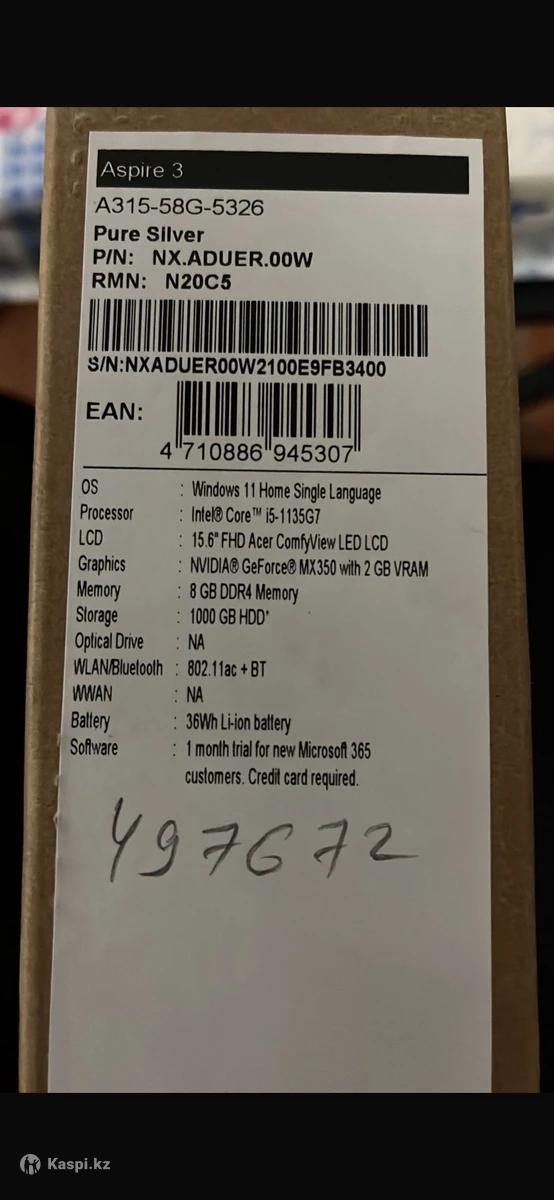 Aspire 3
A315-58G-5326
Pure Silver
P/N: NX.ADUER.00W
RMN: N20C5
S/N:NXADUER00W2100E9FB3400
EAN:
4 710886 945307
OS : Windows 11 Home Single Language
Processor : Intel® Core™ i5-1135G7
LCD : 15.6" FHD Acer ComfyView LED LCD
Graphics : NVIDIA® GeForce® MX350 with 2 GB VRAM
Memory : 8 GB DDR4 Memory
Storage : 1000 GB HDD*
Optical Drive : NA
WLAN/Bluetooth : 802.11ac + BT
WWAN : NA
Battery : 36Wh Li-ion battery
Software : 1 month trial for new Microsoft 365
customers. Credit card required.
497672
Kaspi.kz